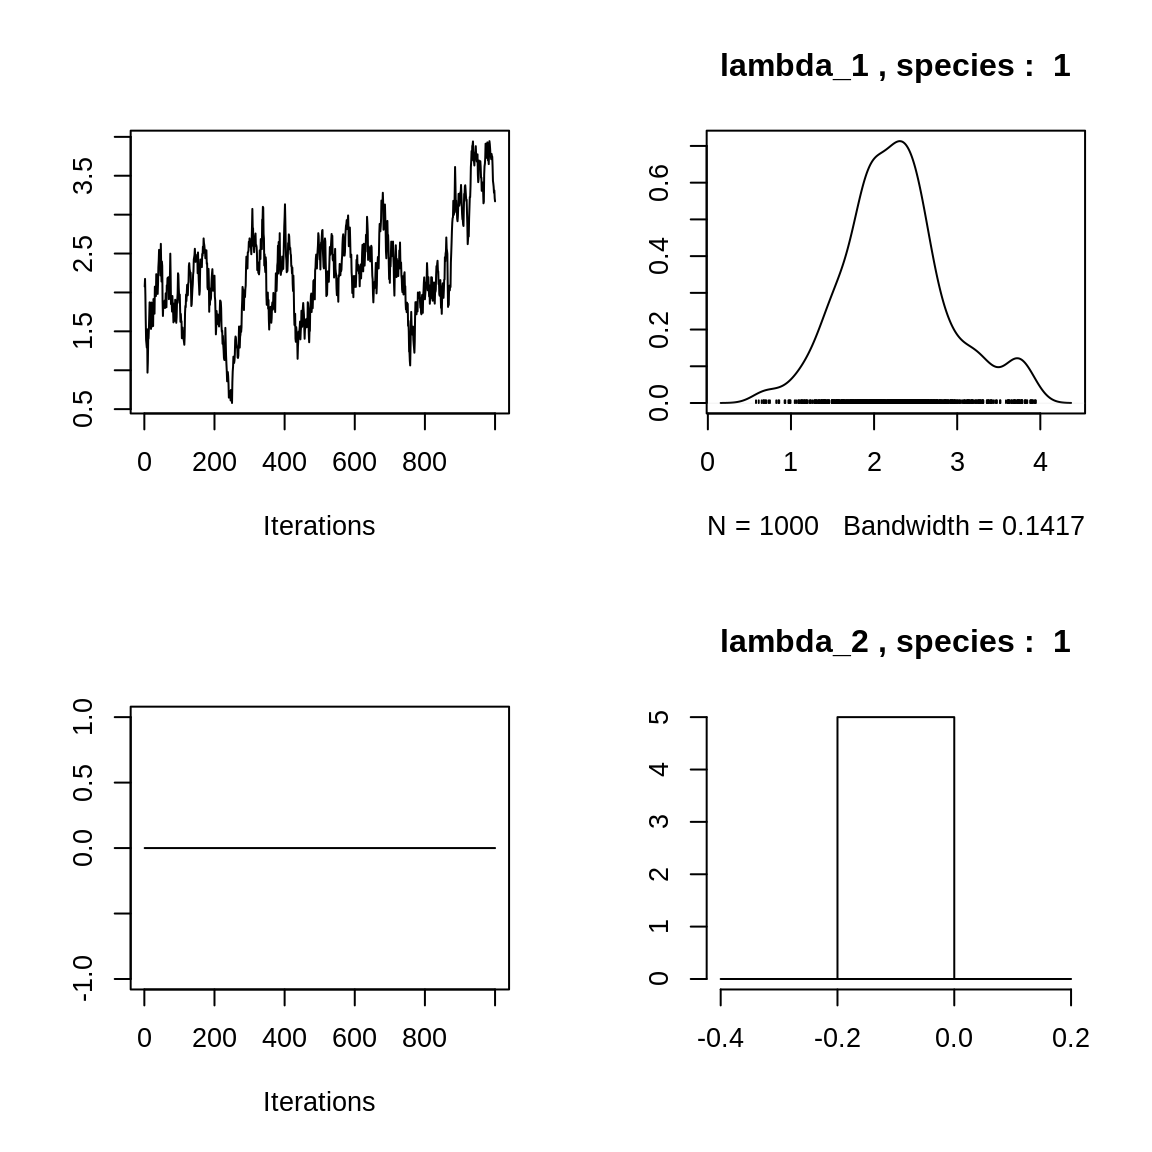 lambda_1 , species :  1
3.5
2.5
1.5
0.5
0 200 400 600 800
Iterations
0.6
0.4
0.2
0.0
0 1 2 3 4
N = 1000   Bandwidth = 0.1417
lambda_2 , species :  1
1.0
0.5
0.0
-1.0
0 200 400 600 800
Iterations
5
4
3
2
1
0
-0.4 -0.2 0.0 0.2